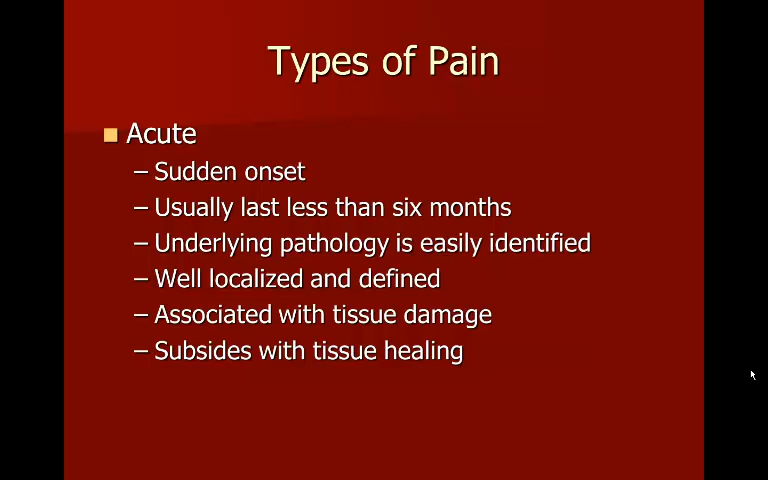 Types of Pain
Acute
– Sudden onset
– Usually last less than six months
– Underlying pathology is easily identified
– Well localized and defined
– Associated with tissue damage
– Subsides with tissue healing